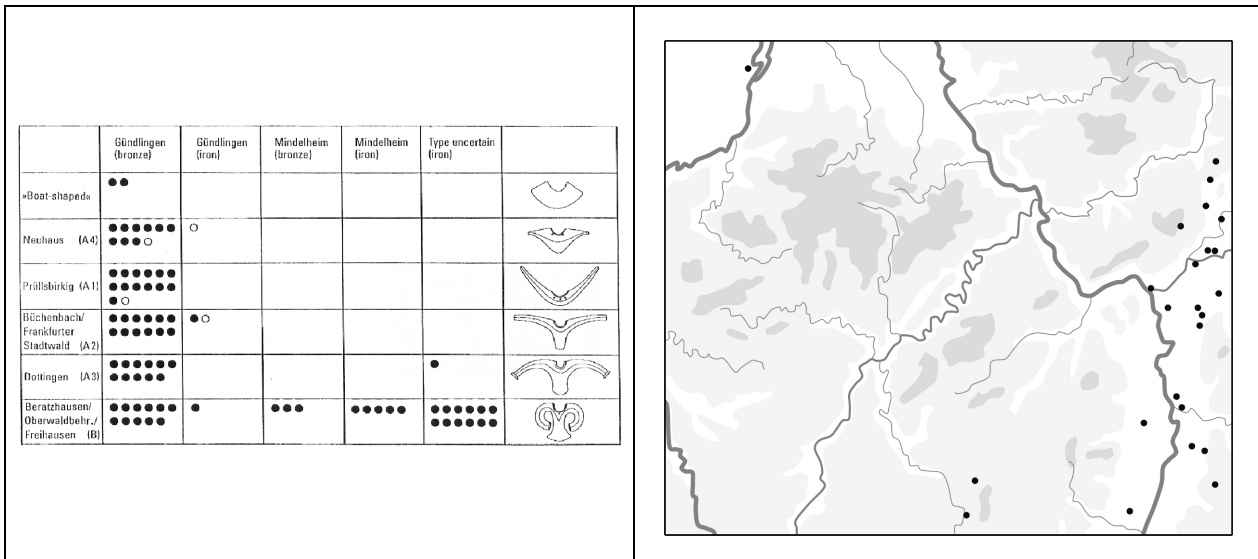 Gündlingen
(bronze)
Gündlingen
(iron)
Mindelheim
(bronze)
Mindelheim
(iron)
Type uncertain
(iron)
»Boat-shaped«
Neuhaus (A4)
Prüllsbirkig (A1)
Büchenbach/
Frankfurter
Stadtwald (A2)
Dottingen (A3)
Beratzhausen/
Oberwaldbehr./
Freihausen (B)